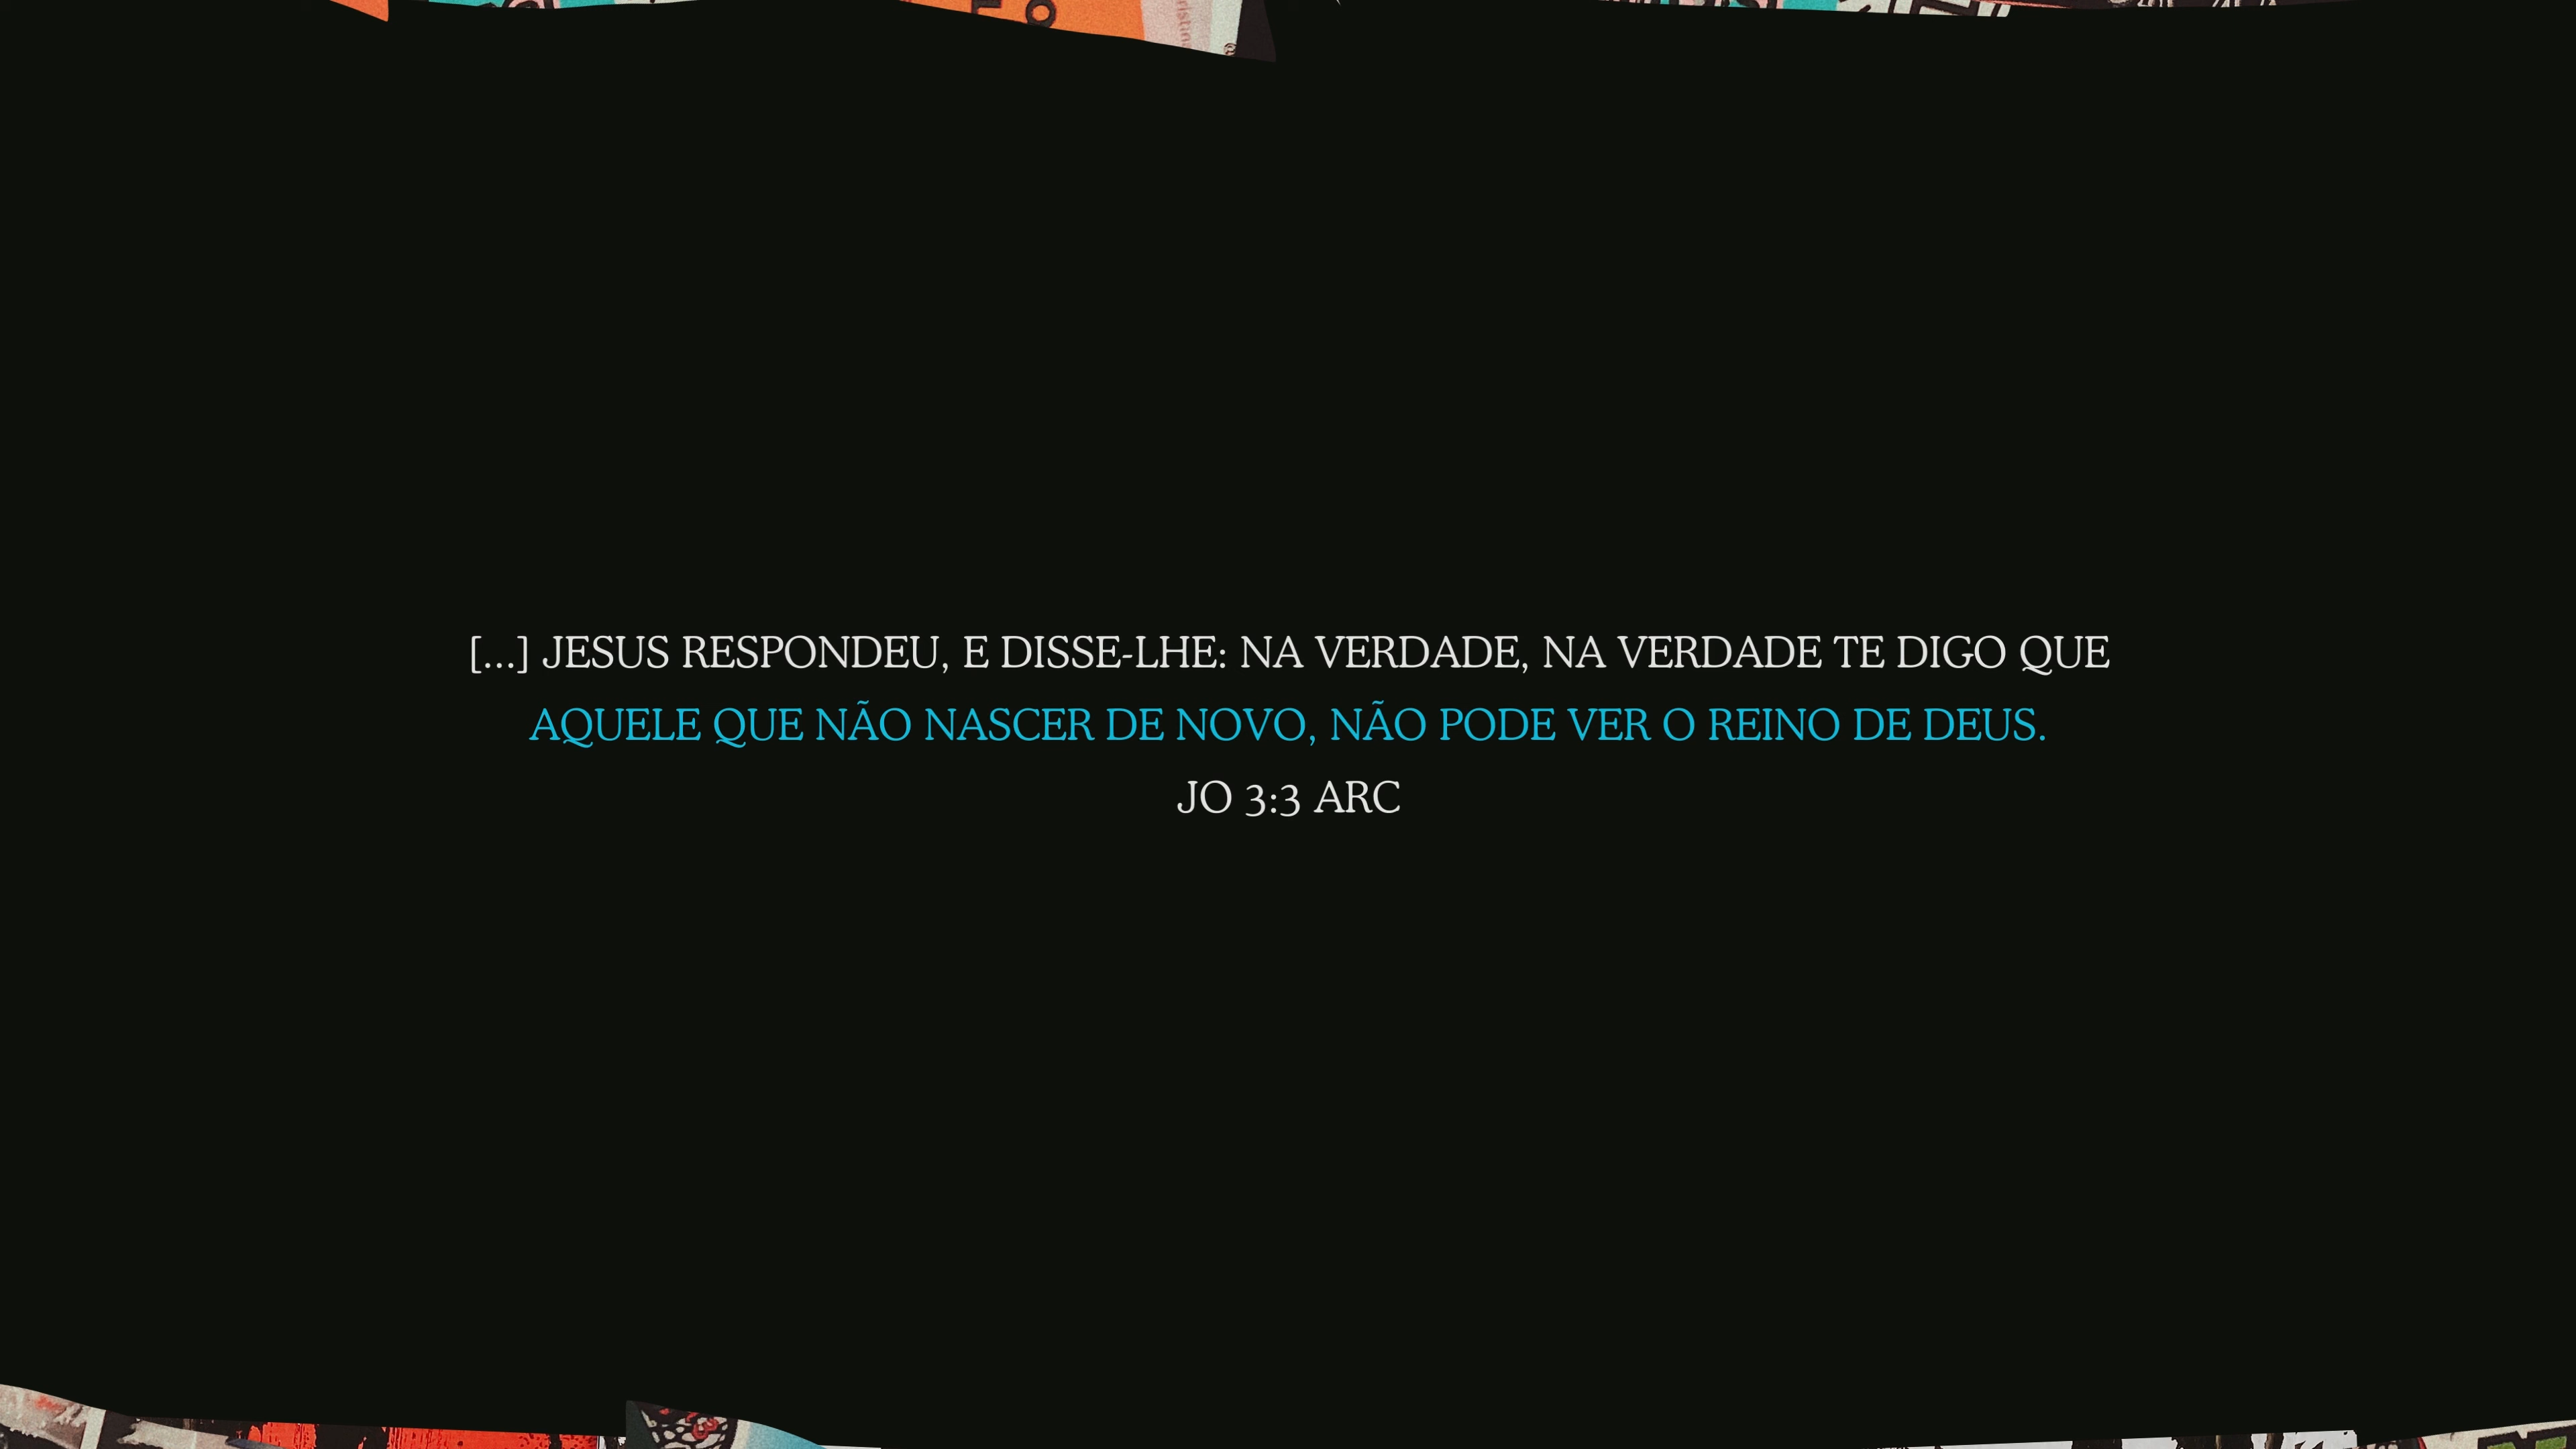 [...] JESUS RESPONDEU, E DISSE-LHE: NA VERDADE, NA VERDADE TE DIGO QUE
AQUELE QUE NÃO NASCER DE NOVO, NÃO PODE VER O REINO DE DEUS.
JO 3:3 ARC